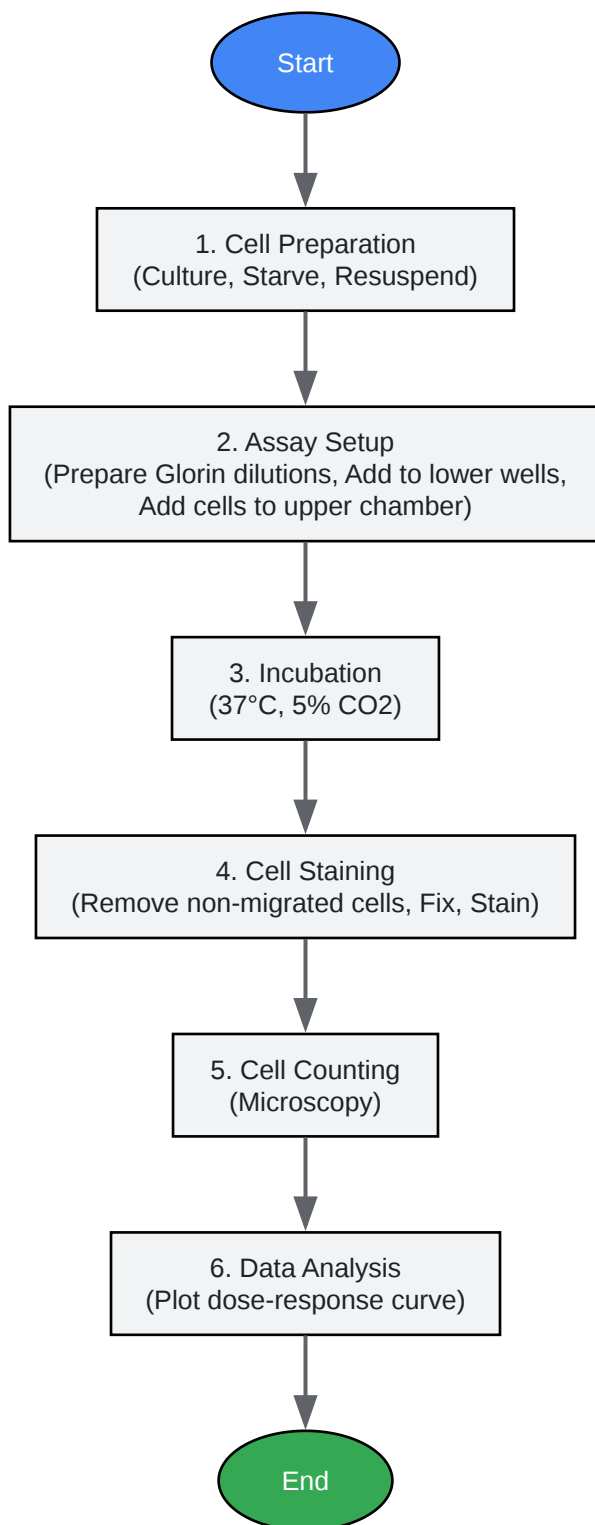 Start
1. Cell Preparation
(Culture, Starve, Resuspend)
2. Assay Setup
(Prepare Glorin dilutions, Add to lower wells,
Add cells to upper chamber)
3. Incubation
(37°C, 5% CO2)
4. Cell Staining
(Remove non-migrated cells, Fix, Stain)
5. Cell Counting
(Microscopy)
6. Data Analysis
(Plot dose-response curve)
End